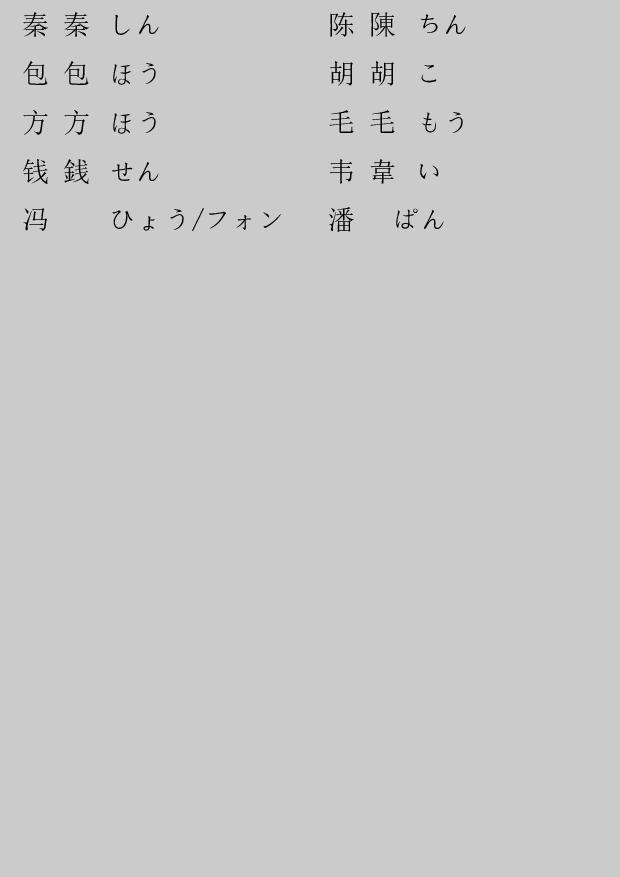 秦 秦 しん 陈 陳 ちん
包 包 ほう 胡 胡 こ
方 方 ほう 毛 毛 もう
钱 銭 せん 韦 韋 い
冯 ひょう/フォン 潘 ぱん